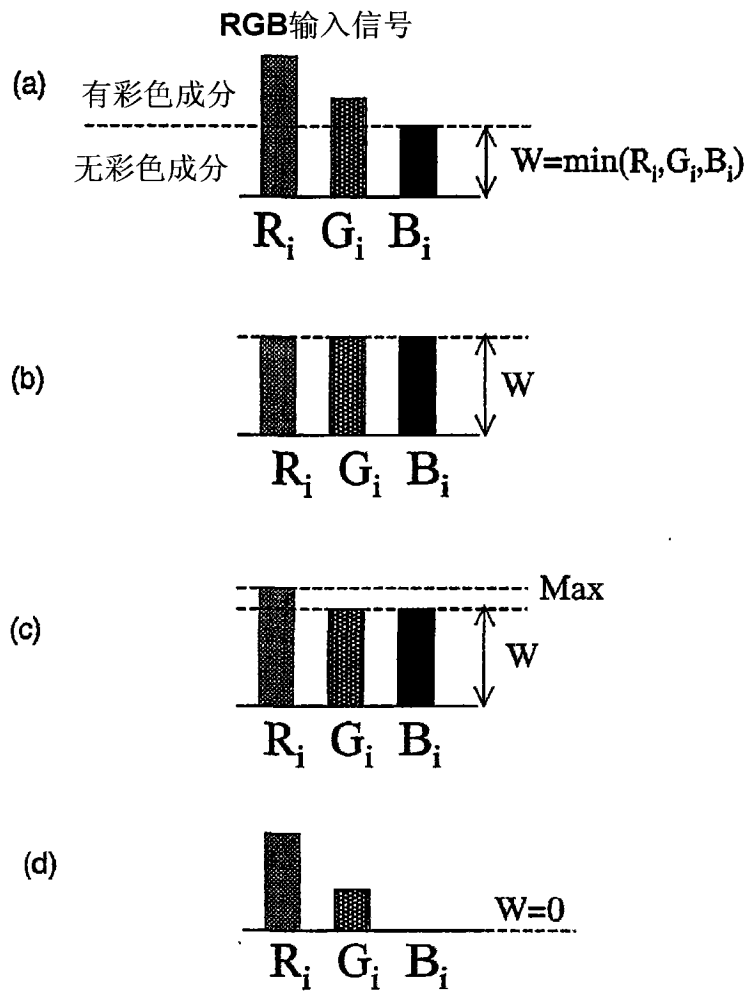 RGB输入信号
(a)
有彩色成分
无彩色成分
W=min(Ri,Gi,Bi)
Ri Gi Bi
(b)
W
Ri Gi Bi
(c)
Max
W
Ri Gi Bi
(d)
W=0
Ri Gi Bi